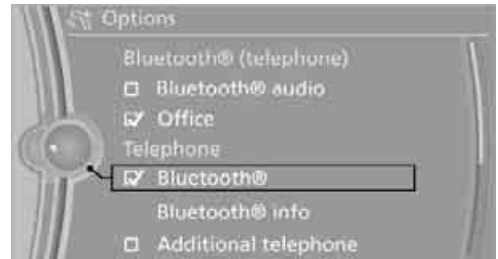 Options
Bluetooth® (telephone)
Bluetooth® audio
Office
Telephone
Bluetooth®
Bluetooth® info
Additional telephone